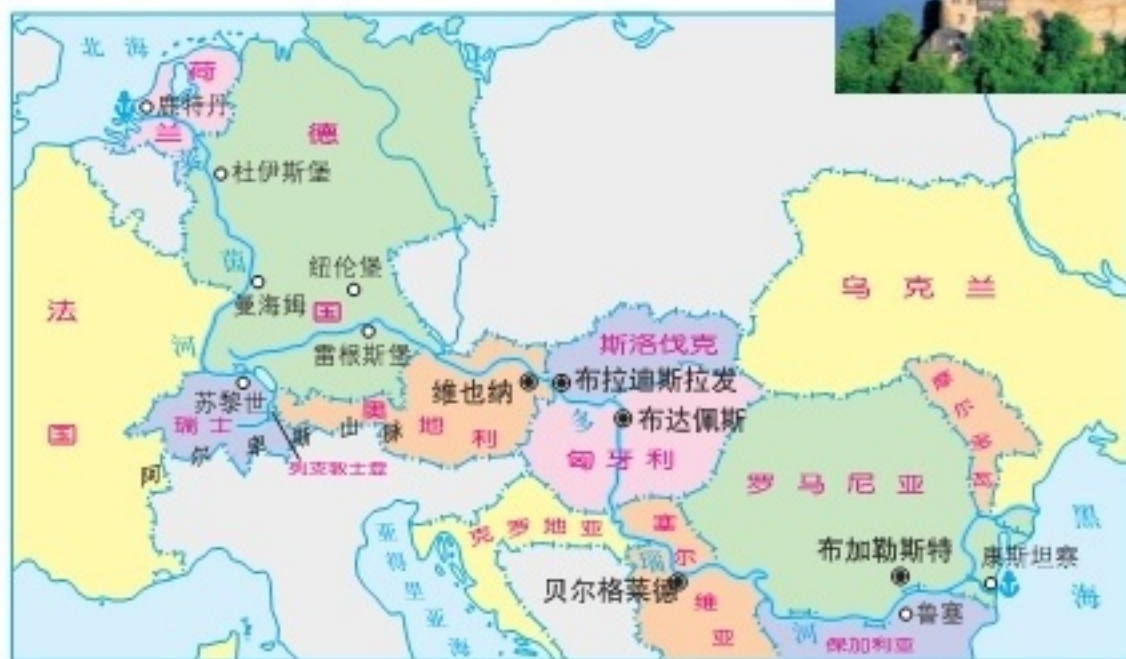 北海
荷兰
鹿特丹
德国
莱
杜伊斯堡
茵
河
曼海姆
纽伦堡
雷根斯堡
法国
苏黎世
瑞士
列支敦士登
阿尔卑斯山脉
奥地利
维也纳
斯洛伐克
布拉迪斯拉发
多
布达佩斯
匈牙利
乌克兰
摩尔多瓦
罗马尼亚
克罗地亚
塞尔维亚
瑙
贝尔格莱德
布加勒斯特
康斯坦察
黑海
鲁塞
河
保加利亚
亚得里亚海